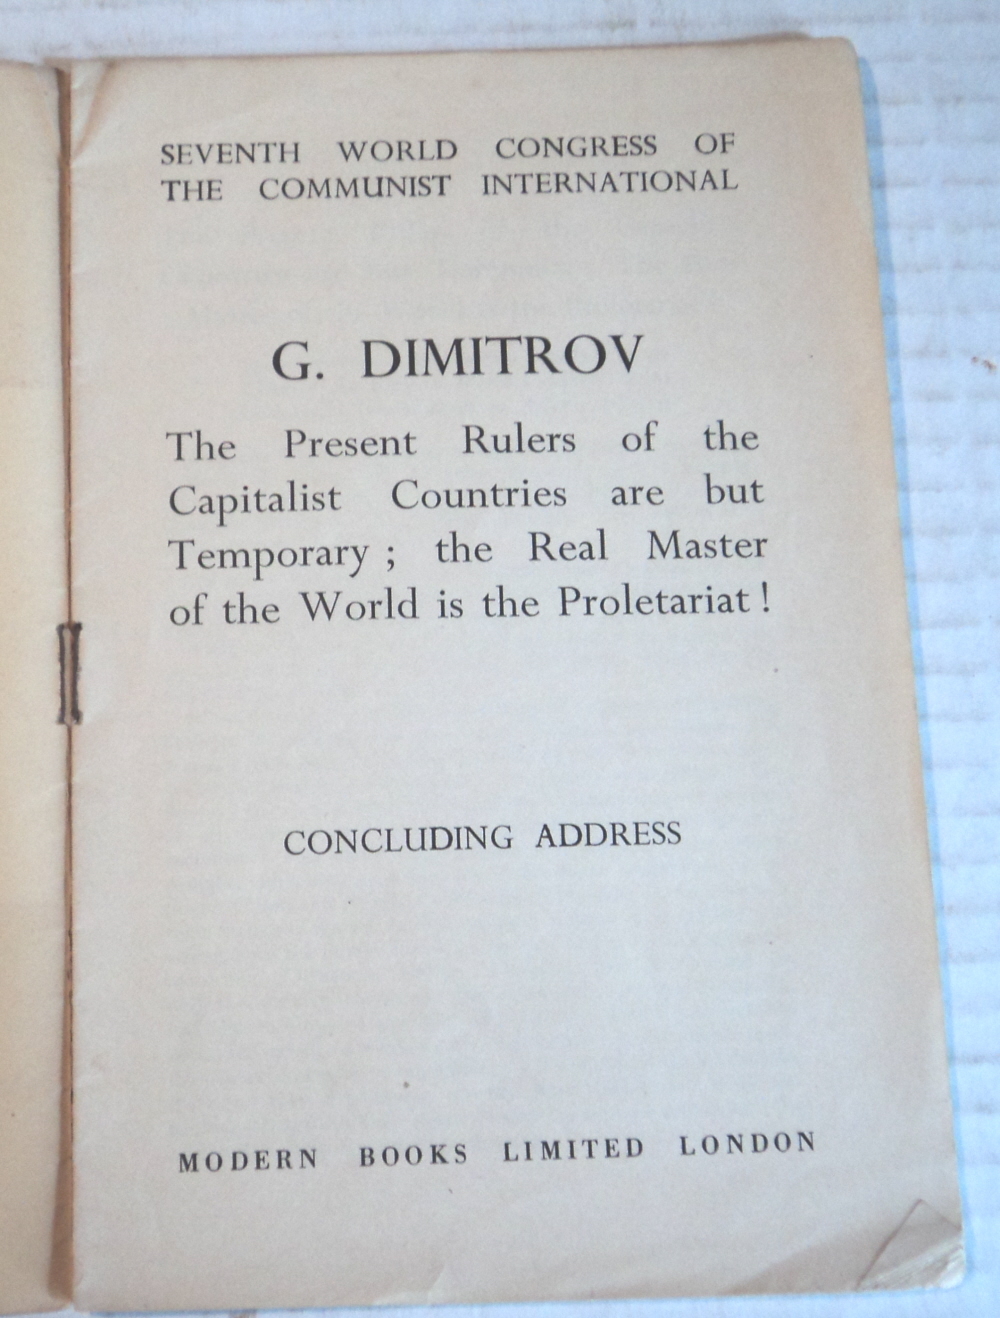 SEVENTH WORLD CONGRESS OF
THE COMMUNIST INTERNATIONAL
G. DIMITROV
The Present Rulers of the
Capitalist Countries are but
Temporary ; the Real Master
of the World is the Proletariat !
CONCLUDING ADDRESS
MODERN BOOKS LIMITED LONDON